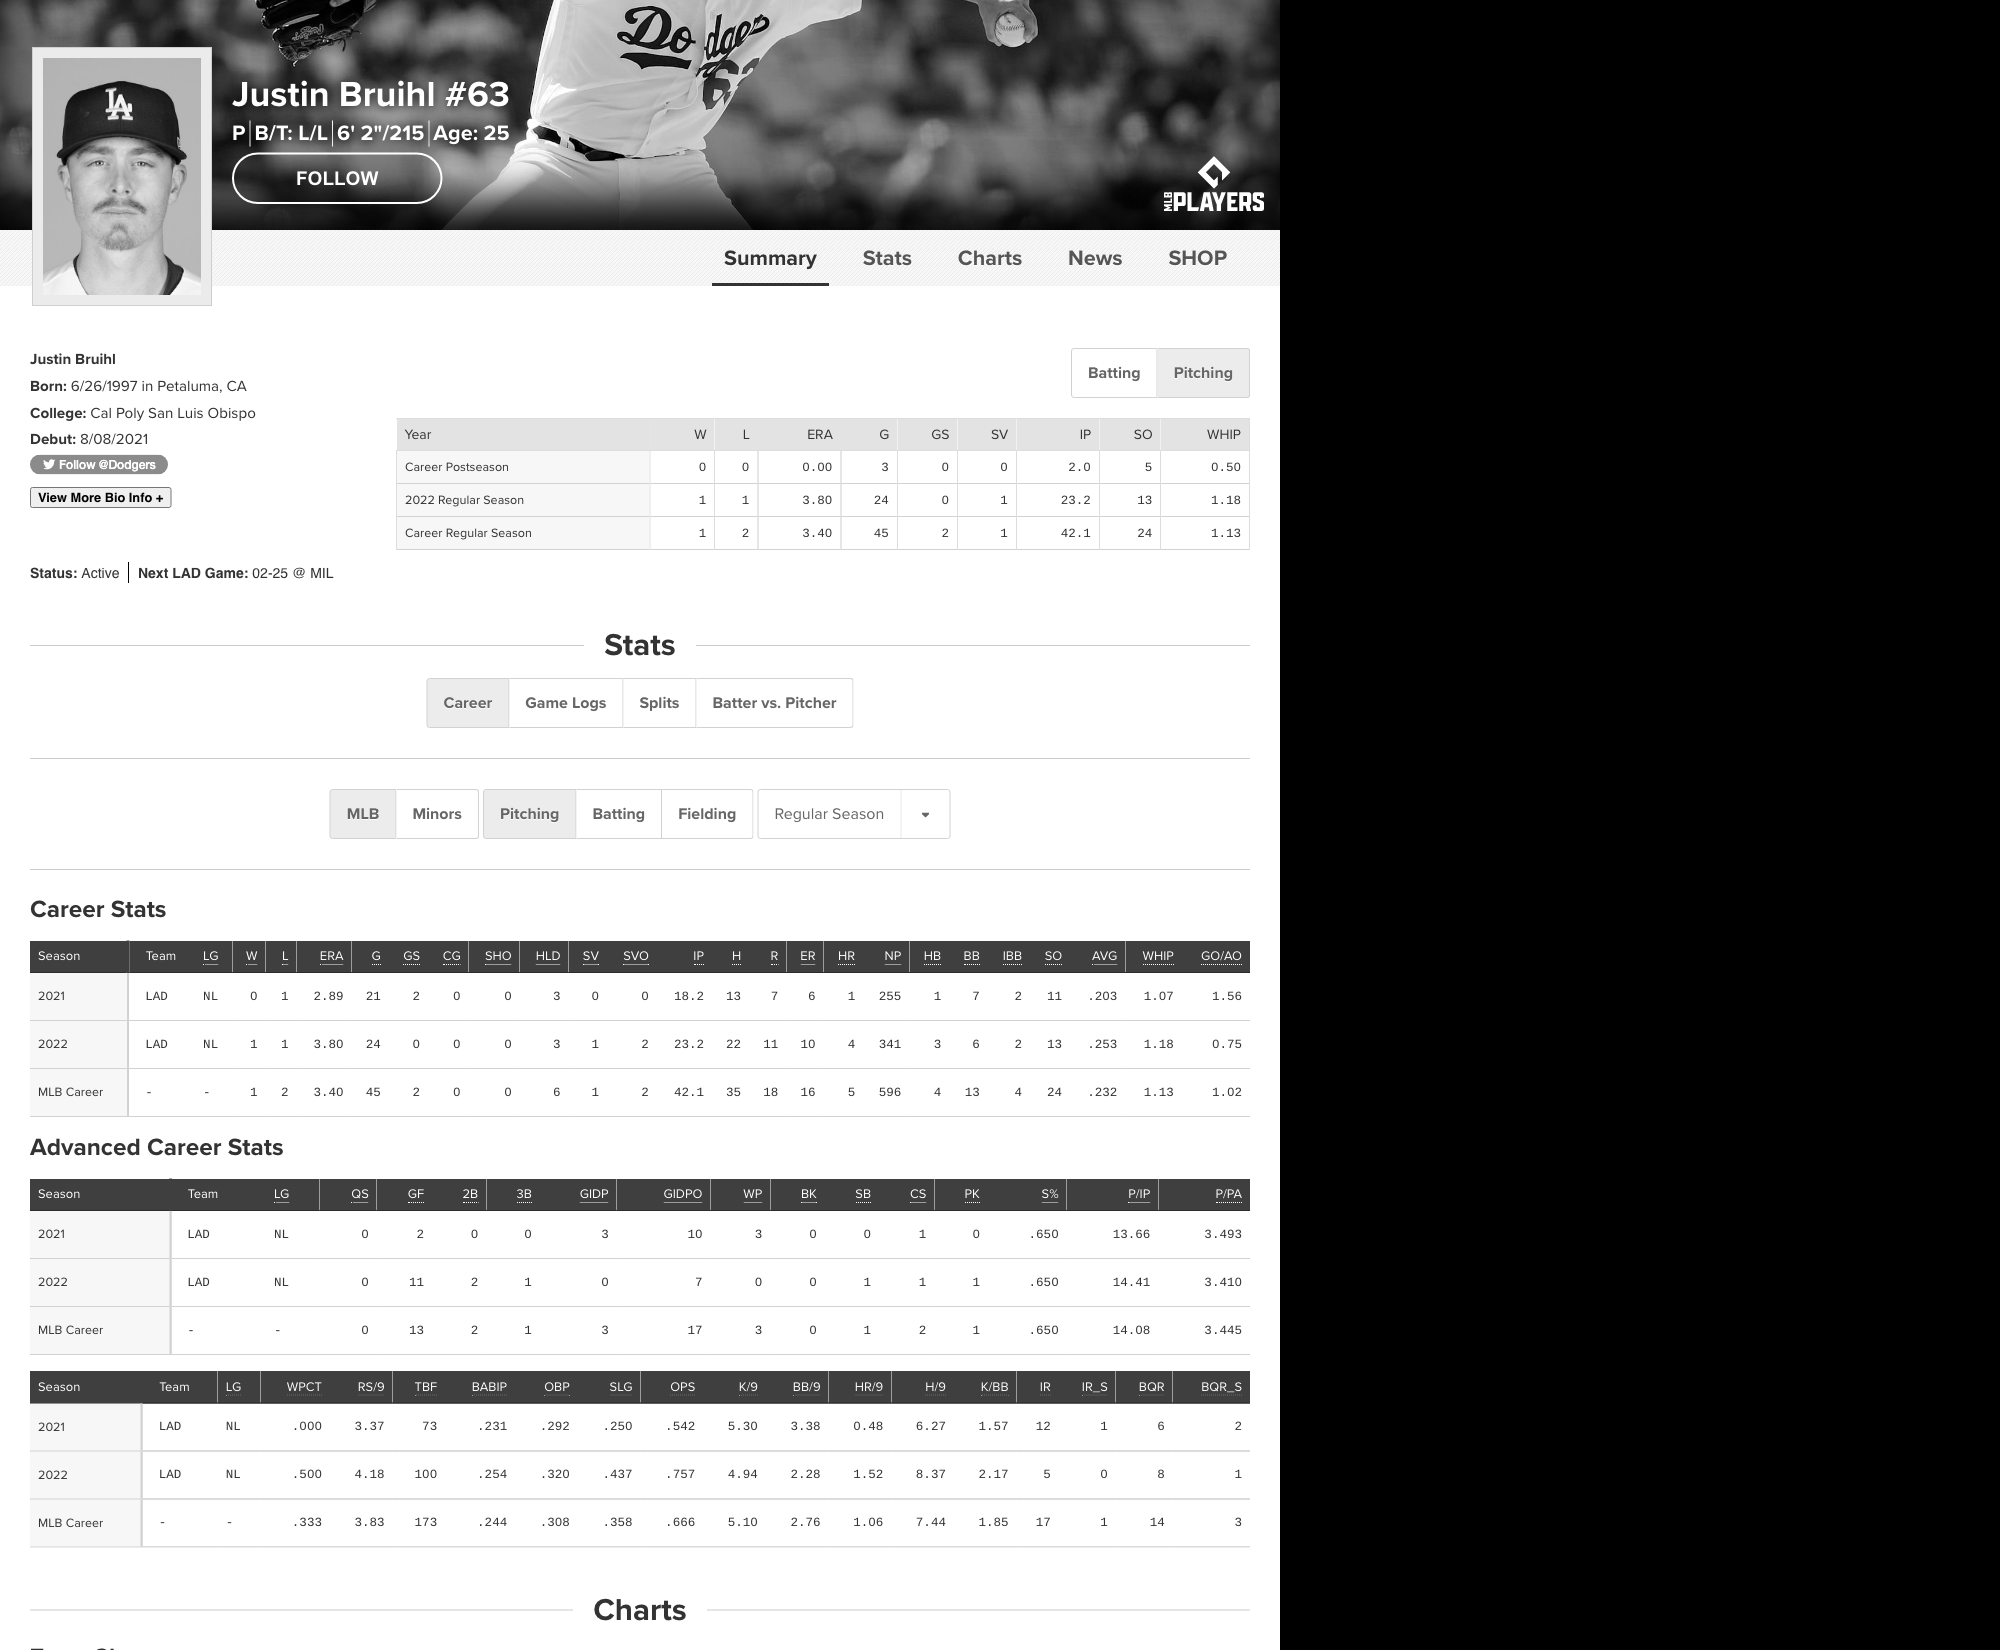 Dodgers
63
LA
Justin Bruihl #63
P B/T: L/L 6' 2"/215 Age: 25
FOLLOW
MLB PLAYERS
Summary Stats Charts News SHOP
Justin Bruihl
Born: 6/26/1997 in Petaluma, CA
College: Cal Poly San Luis Obispo
Debut: 8/08/2021
Follow @Dodgers
View More Bio Info +
Status: Active Next LAD Game: 02-25 @ MIL
Batting Pitching
Year W L ERA G GS SV IP SO WHIP
Career Postseason 0 0 0.00 3 0 0 2.0 5 0.50
2022 Regular Season 1 1 3.80 24 0 1 23.2 13 1.18
Career Regular Season 1 2 3.40 45 2 1 42.1 24 1.13
Stats
Career Game Logs Splits Batter vs. Pitcher
MLB Minors Pitching Batting Fielding Regular Season
Career Stats
Season Team LG W L ERA G GS CG SHO HLD SV SVO IP H R ER HR NP HB BB IBB SO AVG WHIP GO/AO
2021 LAD NL 0 1 2.89 21 2 0 0 3 0 0 18.2 13 7 6 1 255 1 7 2 11 .203 1.07 1.56
2022 LAD NL 1 1 3.80 24 0 0 0 3 1 2 23.2 22 11 10 4 341 3 6 2 13 .253 1.18 0.75
MLB Career - - 1 2 3.40 45 2 0 0 6 1 2 42.1 35 18 16 5 596 4 13 4 24 .232 1.13 1.02
Advanced Career Stats
Season Team LG QS GF 2B 3B GIDP GIDPO WP BK SB CS PK S% P/IP P/PA
2021 LAD NL 0 2 0 0 3 10 3 0 0 1 0 .650 13.66 3.493
2022 LAD NL 0 11 2 1 0 7 0 0 1 1 1 .650 14.41 3.410
MLB Career - - 0 13 2 1 3 17 3 0 1 2 1 .650 14.08 3.445
Season Team LG WPCT RS/9 TBF BABIP OBP SLG OPS K/9 BB/9 HR/9 H/9 K/BB IR IR_S BQR BQR_S
2021 LAD NL .000 3.37 73 .231 .292 .250 .542 5.30 3.38 0.48 6.27 1.57 12 1 6 2
2022 LAD NL .500 4.18 100 .254 .320 .437 .757 4.94 2.28 1.52 8.37 2.17 5 0 8 1
MLB Career - - .333 3.83 173 .244 .308 .358 .666 5.10 2.76 1.06 7.44 1.85 17 1 14 3
Charts